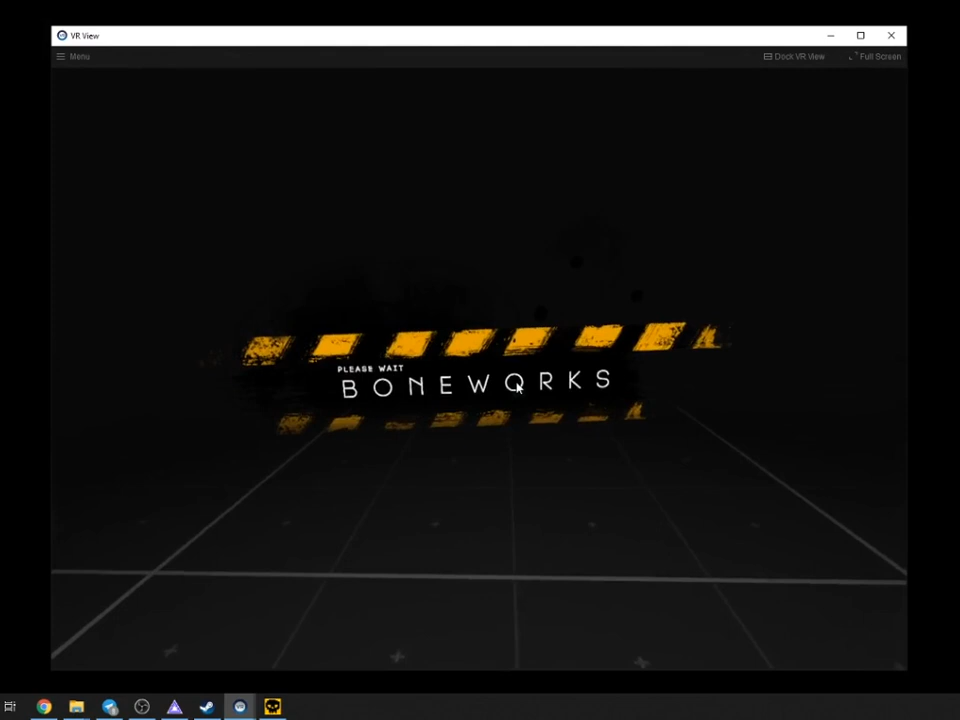 VR View
Menu
Dock VR View
Full Screen
PLEASE WAIT
BONEWORKS